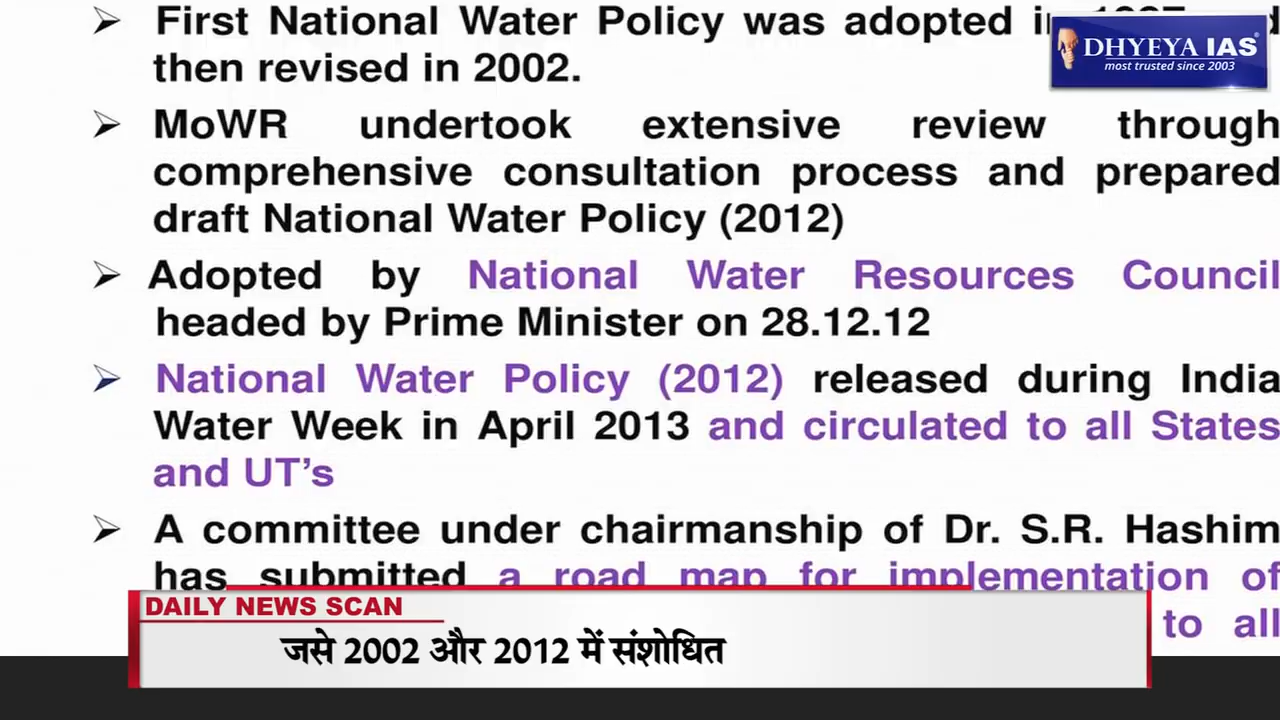 First National Water Policy was adopted in
then revised in 2002.
MoWR undertook extensive review through
comprehensive consultation process and prepared
draft National Water Policy (2012)
Adopted by National Water Resources Council
headed by Prime Minister on 28.12.12
National Water Policy (2012) released during India
Water Week in April 2013 and circulated to all States
and UT's
A committee under chairmanship of Dr. S.R. Hashim
has submitted a road map for implementation of
to all
DHYEYA IAS
most trusted since 2003
DAILY NEWS SCAN
जसे 2002 और 2012 में संशोधित